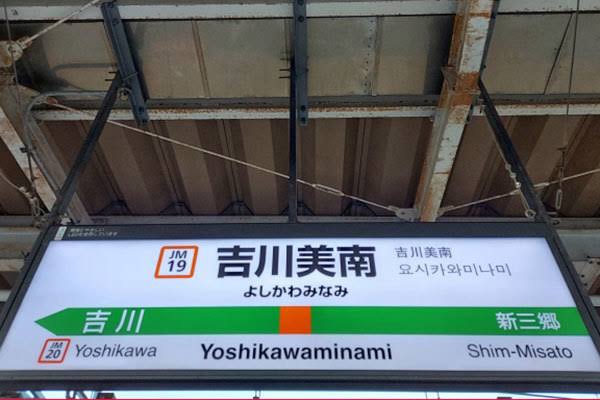 JM
19
吉川美南
よしかわみなみ
吉川美南
요시카와미나미
吉川
新三郷
JM
20
Yoshikawa
Yoshikawaminami
Shim-Misato